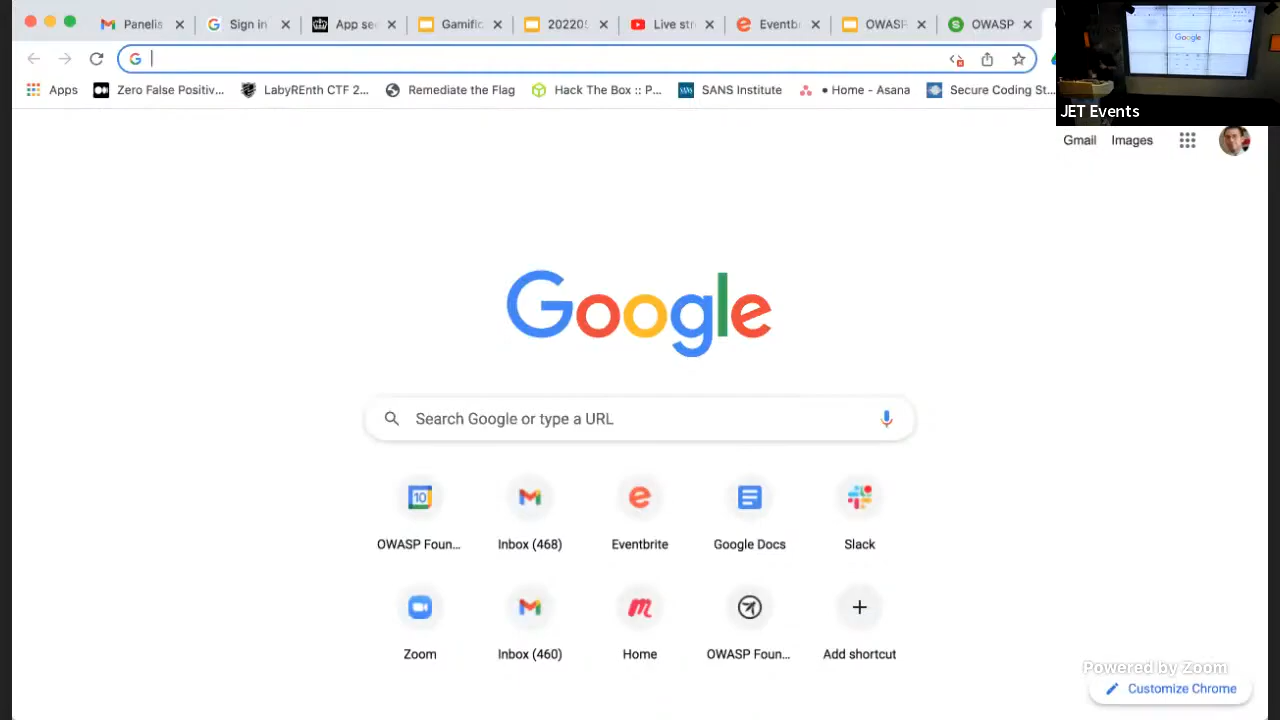 Panelis
Sign in
App sec
Gamific
20220
Live str
Eventbr
OWASP
OWASP
Apps
Zero False Positiv...
LabyREnth CTF 2...
Remediate the Flag
Hack The Box :: P...
SANS Institute
• Home - Asana
Secure Coding St...
Google
JET Events
Gmail
Images
Google
Search Google or type a URL
10
OWASP Foun...
Inbox (468)
Eventbrite
Google Docs
Slack
Zoom
Inbox (460)
Home
OWASP Foun...
Add shortcut
Powered by Zoom
Customize Chrome